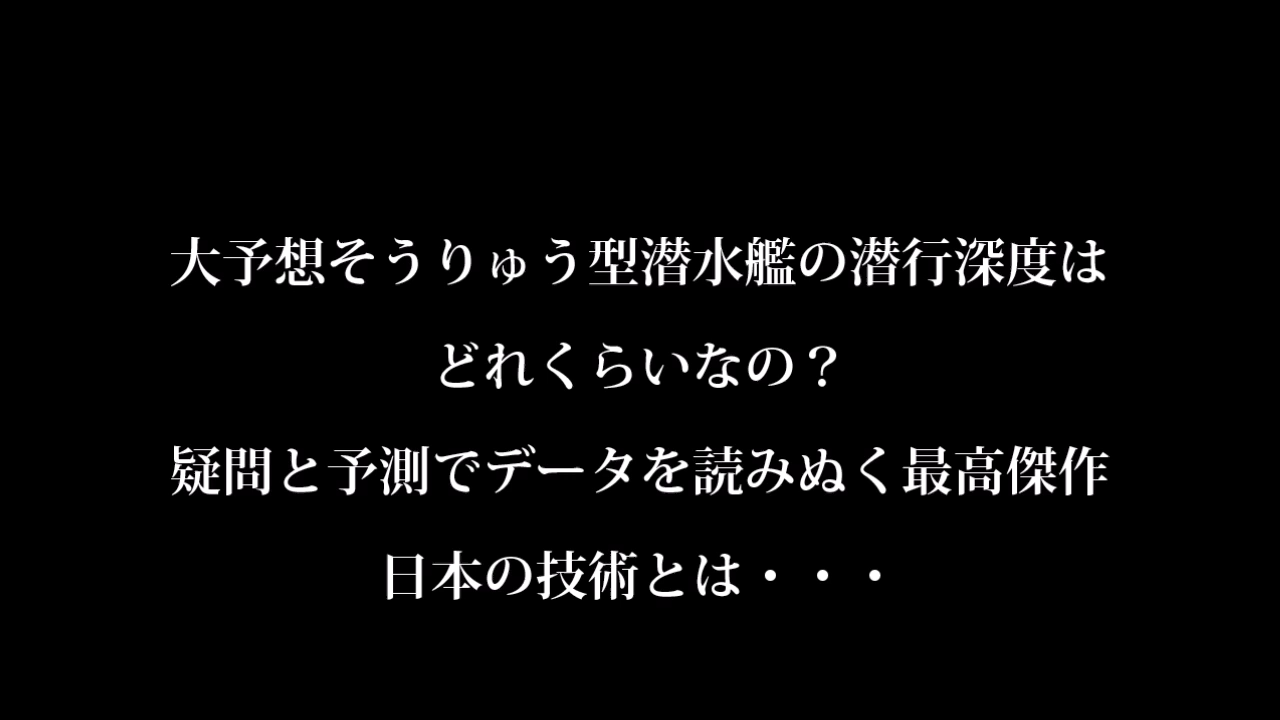 大予想そうりゅう型潜水艦の潜行深度は
どれくらいなの？
疑問と予測でデータを読みぬく最高傑作
日本の技術とは・・・